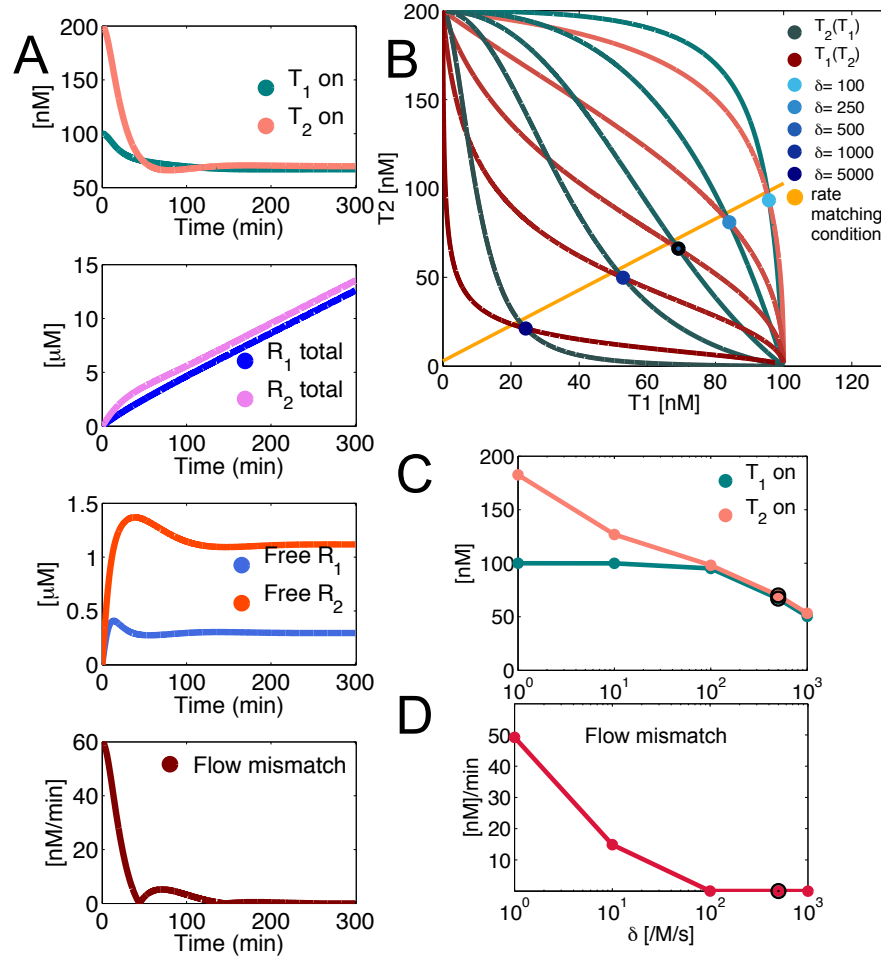 A
200
150
100
50
[nM]
T1 on
T2 on
0 100 200 300
Time (min)
15
10
5
0
[μM]
R1 total
R2 total
0 100 200 300
Time (min)
1.5
1
0.5
0
[μM]
Free R1
Free R2
0 100 200 300
Time (min)
60
40
20
0
[nM/min]
Flow mismatch
0 100 200 300
Time (min)
B
200
150
100
50
0
T2 [nM]
T2(T1)
T1(T2)
δ= 100
δ= 250
δ= 500
δ= 1000
δ= 5000
rate
matching
condition
0 20 40 60 80 100 120
T1 [nM]
C
200
150
100
50
0
[nM]
T1 on
T2 on
10^0 10^1 10^2 10^3
D
50
40
30
20
10
[nM]/min
Flow mismatch
10^0 10^1 10^2 10^3
δ [/M/s]